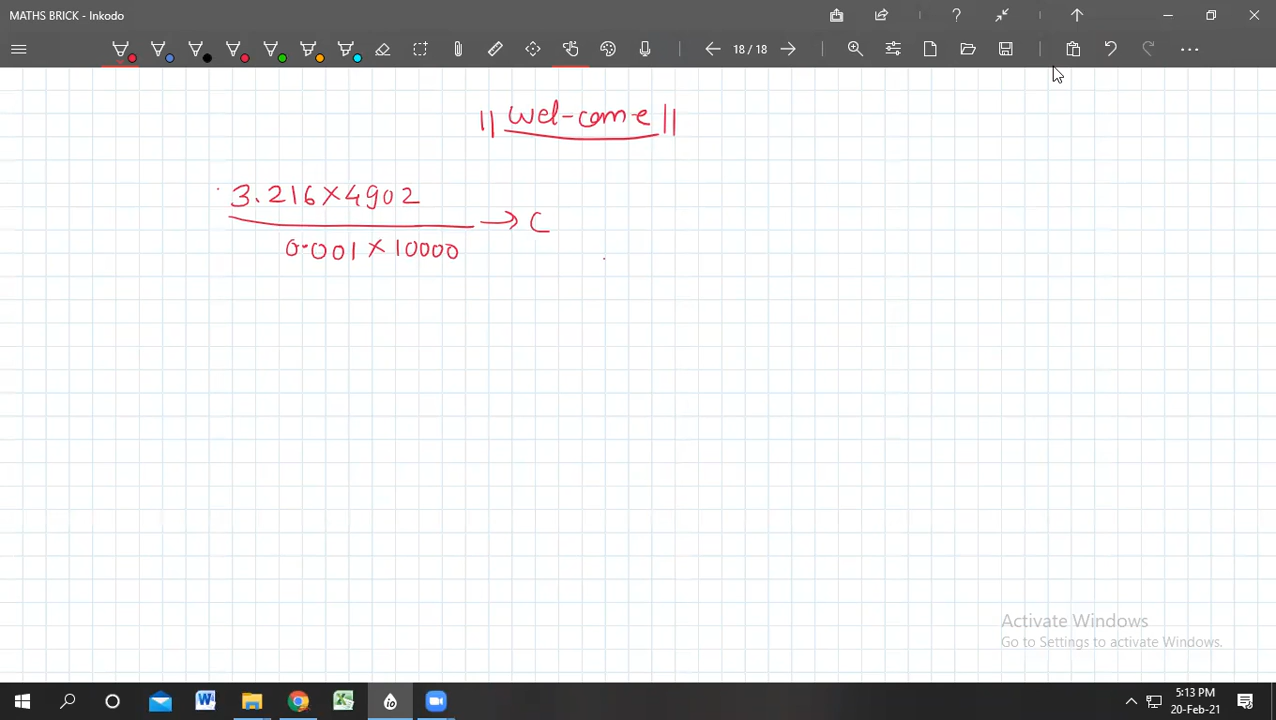 MATHS BRICK - Inkodo
18 / 18
|| Wel-come ||
3.216×4902
→ C
0.001 × 10000
Activate Windows
Go to Settings to activate Windows.
5:13 PM
20-Feb-21